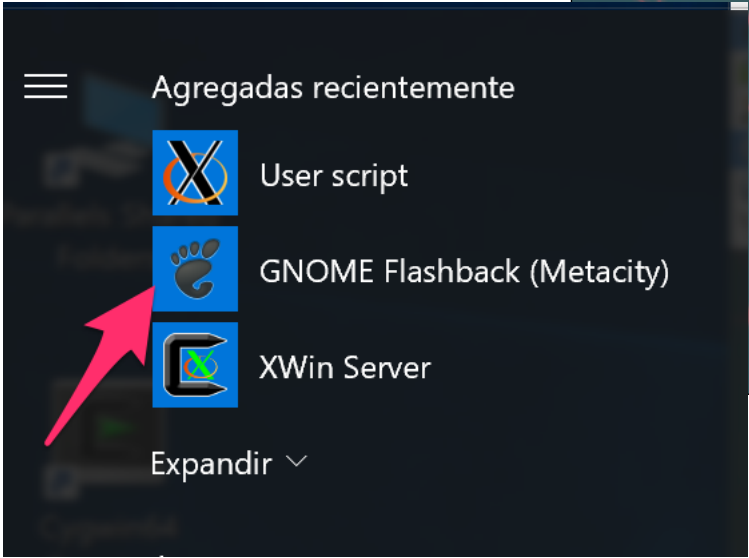 Agregadas recientemente
User script
GNOME Flashback (Metacity)
XWin Server
Expandir